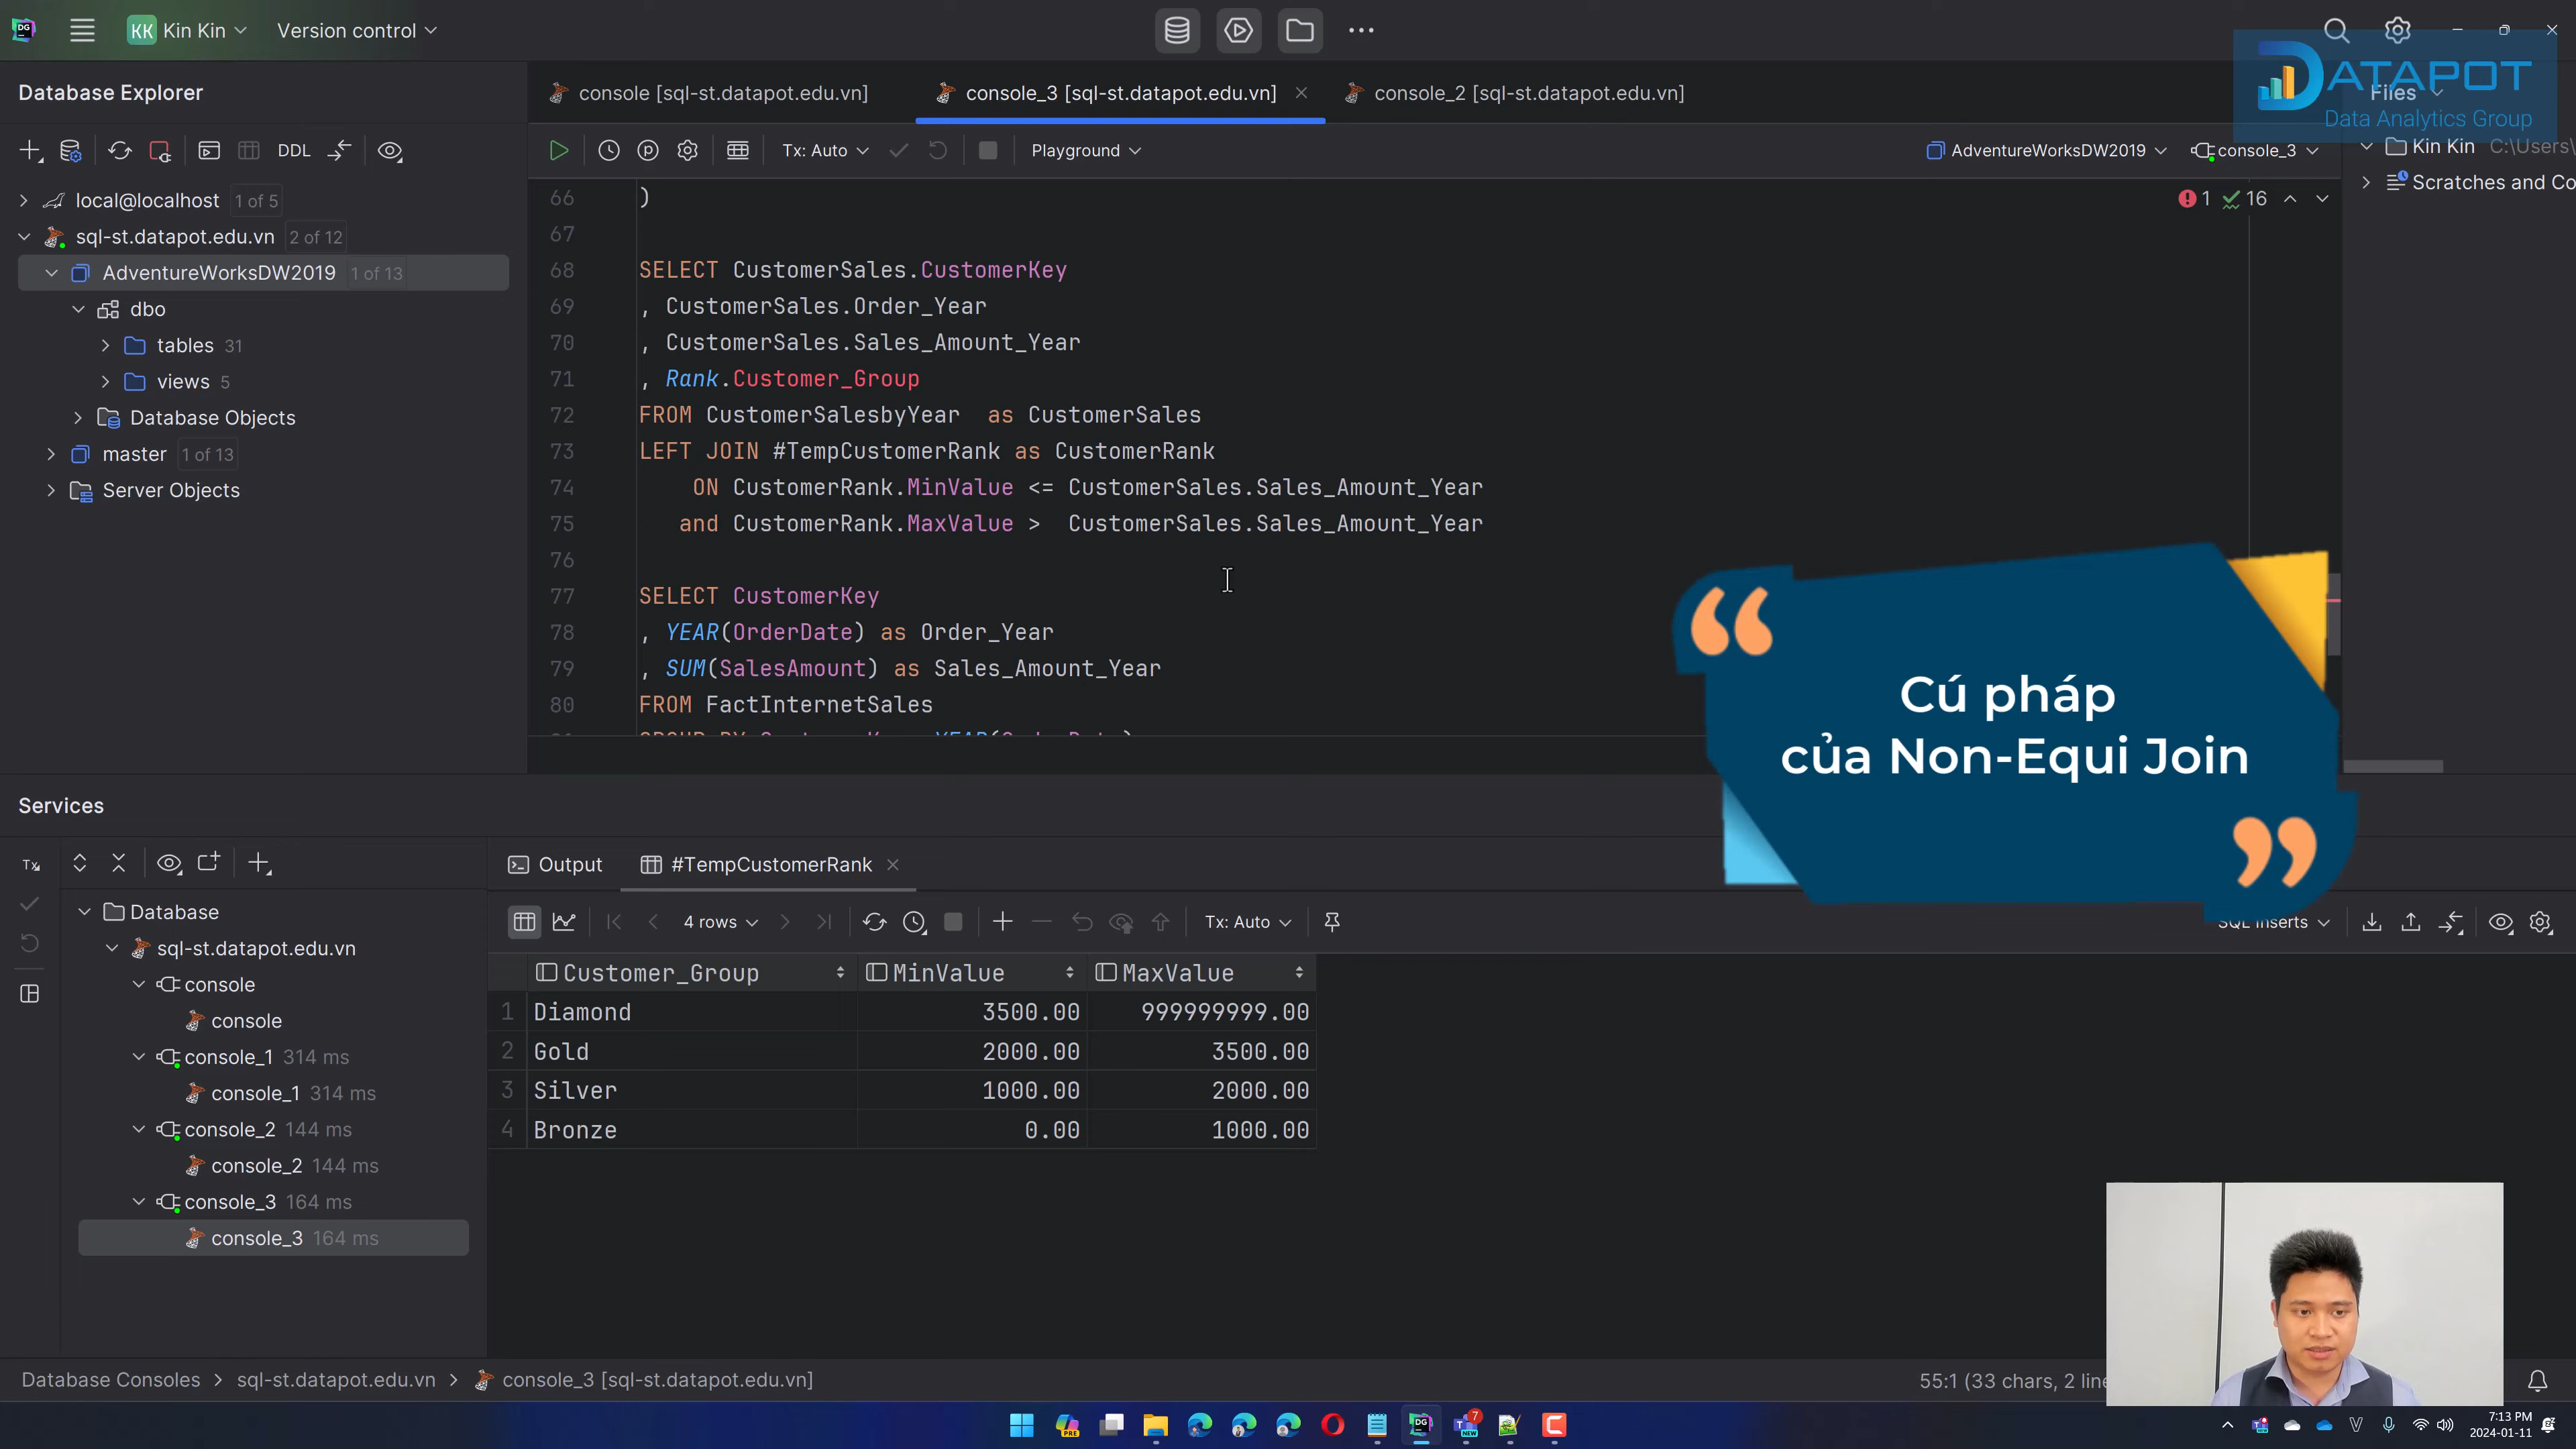 KK Kin Kin
Version control
Database Explorer
console [sql-st.datapot.edu.vn]
console_3 [sql-st.datapot.edu.vn]
console_2 [sql-st.datapot.edu.vn]
Files
DATAPOT
Data Analytics Group
DDL
Tx: Auto
Playground
AdventureWorksDW2019
console_3
Kin Kin C:\Users\
Scratches and Co
local@localhost 1 of 5
sql-st.datapot.edu.vn 2 of 12
AdventureWorksDW2019 1 of 13
dbo
tables 31
views 5
Database Objects
master 1 of 13
Server Objects
1 16
66 )
67
68 SELECT CustomerSales.CustomerKey
69 , CustomerSales.Order_Year
70 , CustomerSales.Sales_Amount_Year
71 , Rank.Customer_Group
72 FROM CustomerSalesbyYear as CustomerSales
73 LEFT JOIN #TempCustomerRank as CustomerRank
74 ON CustomerRank.MinValue <= CustomerSales.Sales_Amount_Year
75 and CustomerRank.MaxValue > CustomerSales.Sales_Amount_Year
76
77 SELECT CustomerKey
78 , YEAR(OrderDate) as Order_Year
79 , SUM(SalesAmount) as Sales_Amount_Year
80 FROM FactInternetSales
“ Cú pháp
của Non-Equi Join ”
Services
Tx
Output
#TempCustomerRank
4 rows
Tx: Auto
SQL Inserts
Database
sql-st.datapot.edu.vn
console
console
console_1 314 ms
console_1 314 ms
console_2 144 ms
console_2 144 ms
console_3 164 ms
console_3 164 ms
Customer_Group MinValue MaxValue
1 Diamond 3500.00 999999999.00
2 Gold 2000.00 3500.00
3 Silver 1000.00 2000.00
4 Bronze 0.00 1000.00
Database Consoles > sql-st.datapot.edu.vn > console_3 [sql-st.datapot.edu.vn]
55:1 (33 chars, 2 line
PRE
DG
7
NEW
7:13 PM
2024-01-11